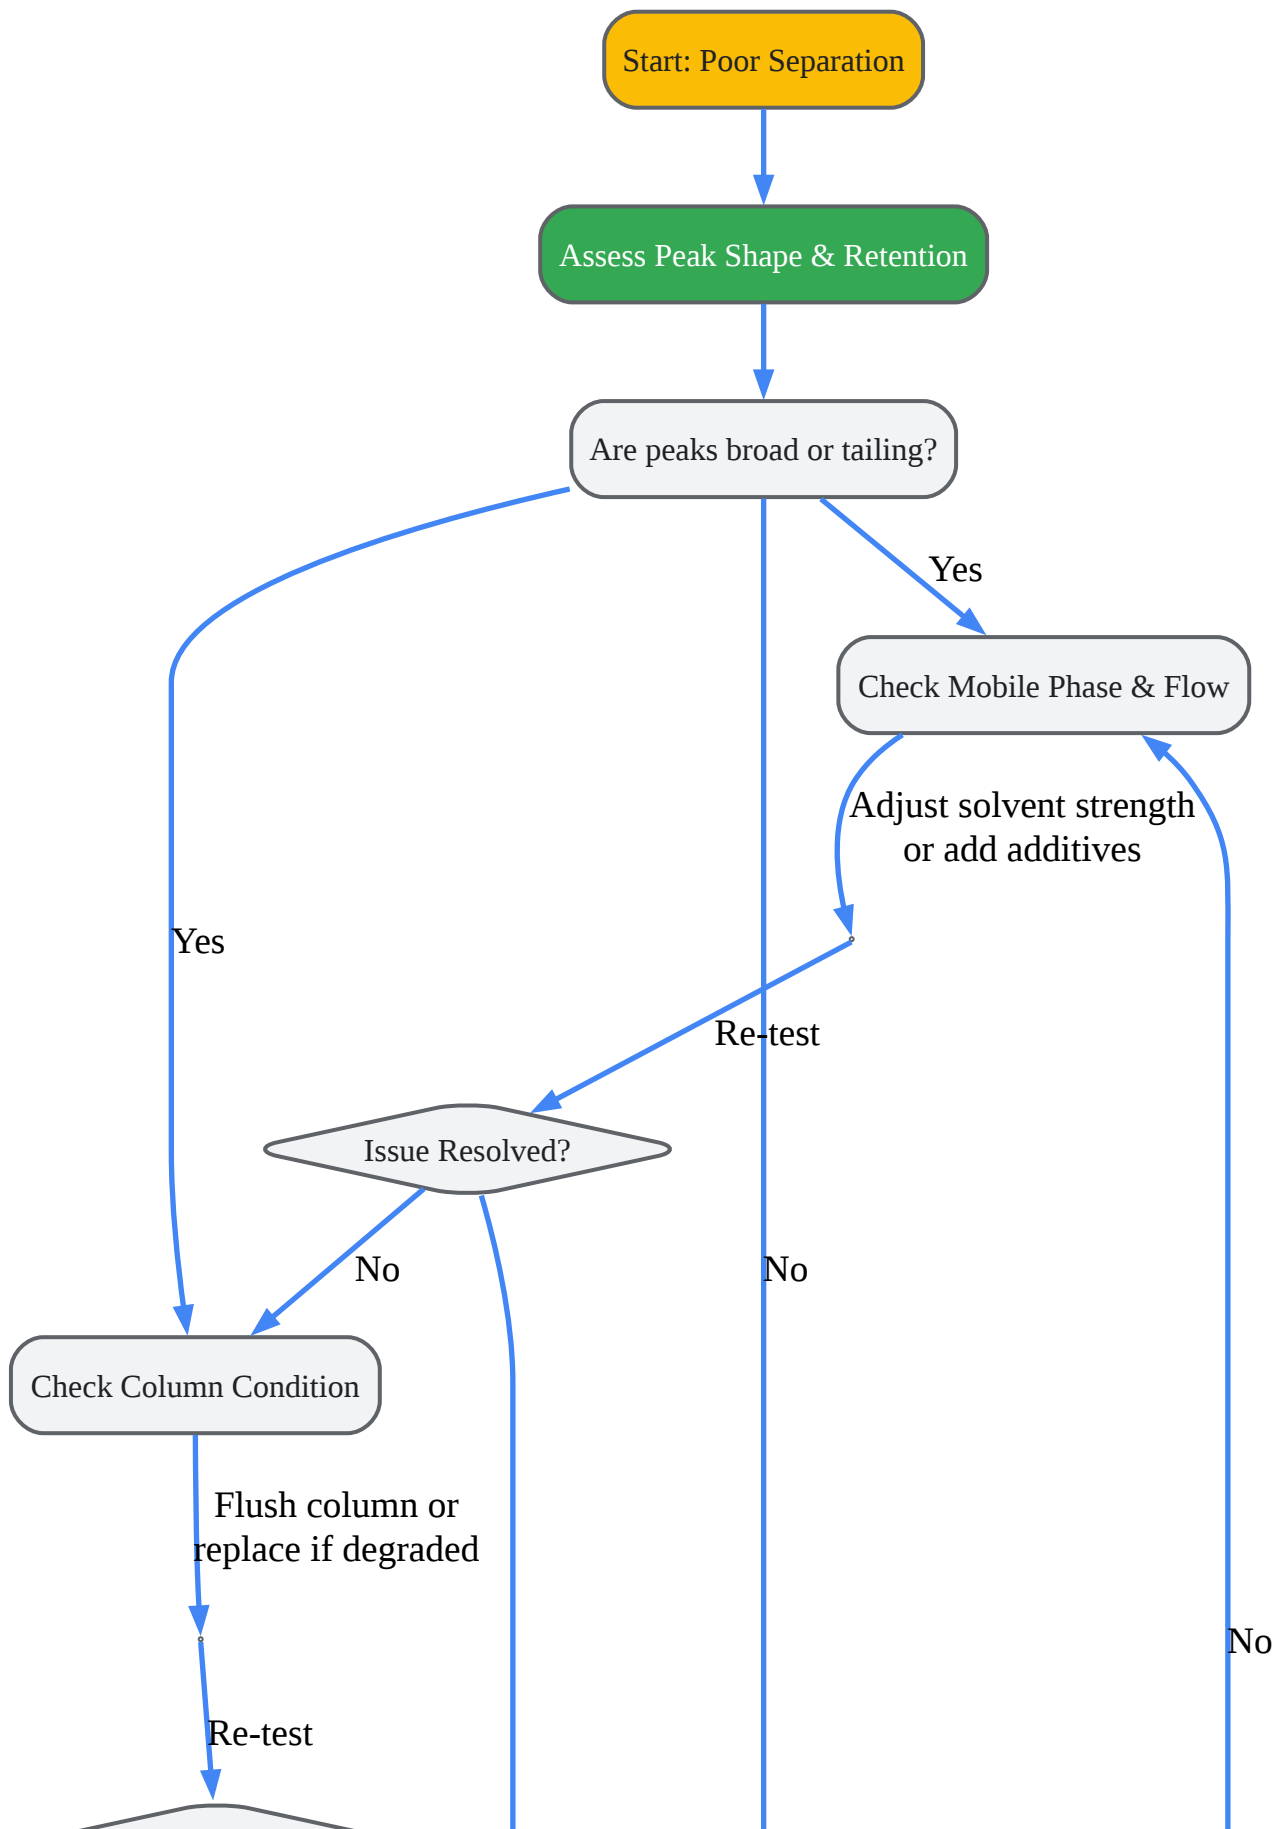 Start: Poor Separation
Assess Peak Shape & Retention
Are peaks broad or tailing?
Yes
Check Mobile Phase & Flow
Adjust solvent strength
or add additives
Yes
Re-test
Issue Resolved?
No
No
Check Column Condition
Flush column or
replace if degraded
No
Re-test